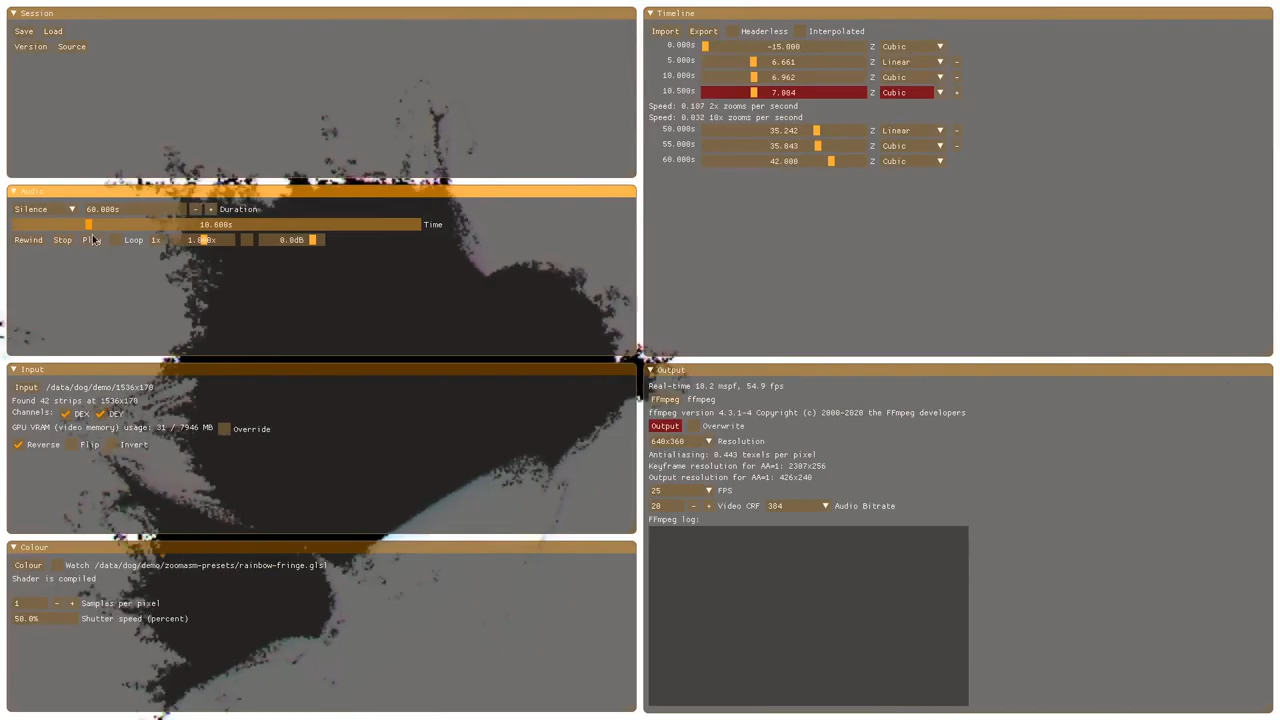 Session
Save Load
Version Source
Audio
Silence 60.000s - + Duration
10.600s Time
Rewind Stop Play Loop 1x 1.000x 0.0dB
Input
Input /data/dog/demo/1536x170
Found 42 strips at 1536x170
Channels: DEX DEY
GPU VRAM (video memory) usage: 31 / 7946 MB Override
Reverse Flip Invert
Colour
Colour Watch /data/dog/demo/zoomasm-presets/rainbow-fringe.glsl
Shader is compiled
1 - + Samples per pixel
50.0% Shutter speed (percent)
Timeline
Import Export Headerless Interpolated
0.000s -15.000 Z Cubic
5.000s 6.661 Z Linear -
10.000s 6.962 Z Cubic -
10.500s 7.084 Z Cubic +
Speed: 0.107 2x zooms per second
Speed: 0.032 10x zooms per second
50.000s 35.242 Z Linear -
55.000s 35.843 Z Cubic -
60.000s 42.000 Z Cubic
Output
Real-time 18.2 mspf, 54.9 fps
FFmpeg ffmpeg
ffmpeg version 4.3.1-4 Copyright (c) 2000-2020 the FFmpeg developers
Output Overwrite
640x360 Resolution
Antialiasing: 0.443 texels per pixel
Keyframe resolution for AA=1: 2307x256
Output resolution for AA=1: 426x240
25 FPS
20 - + Video CRF 384 Audio Bitrate
FFmpeg log: